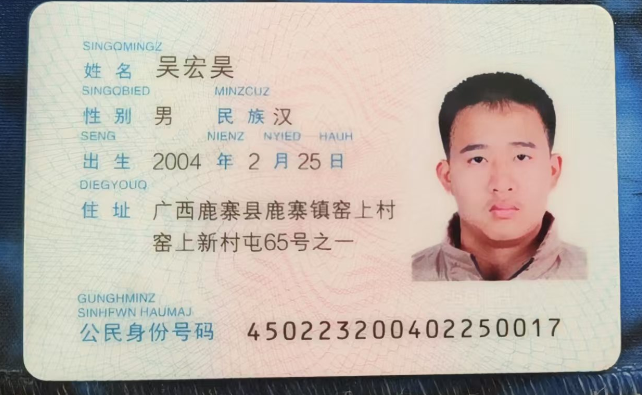 SINGQMINGZ
姓名 吴宏昊
SINGQBIED MINZCUZ
性别 男 民族 汉
SENG NIENZ NYIED HAUH
出生 2004 年 2 月 25 日
DIEGYOUQ
住址 广西鹿寨县鹿寨镇窑上村
窑上新村屯65号之一
GUNGHMINZ
SINHFWN HAUMAJ
公民身份号码 450223200402250017